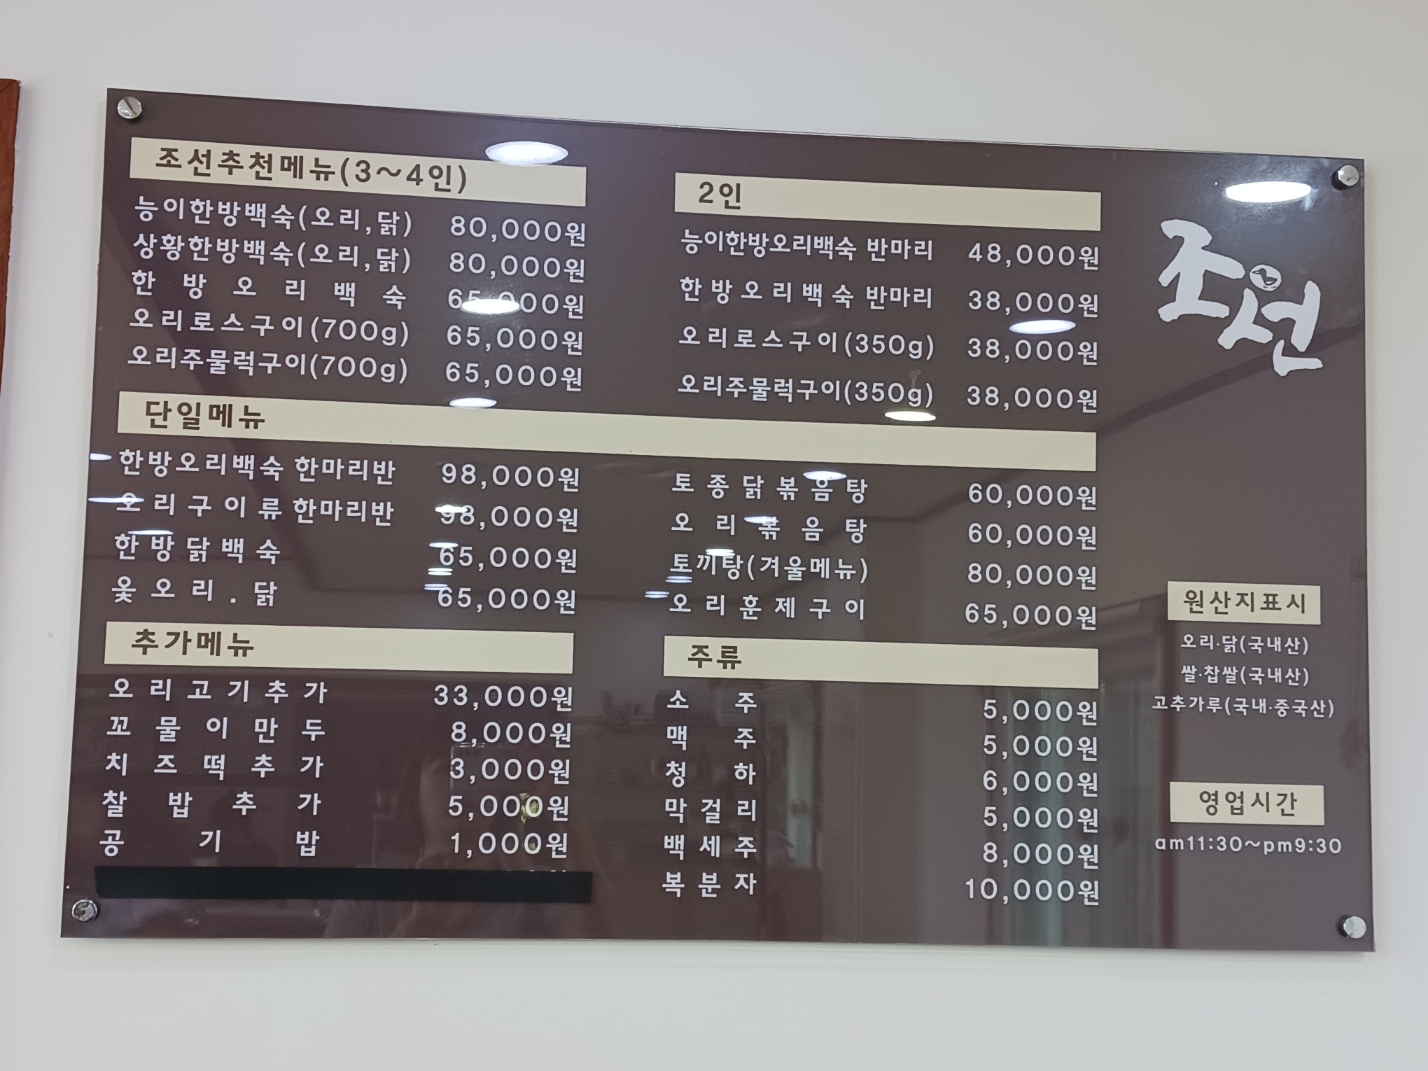 조선추천메뉴(3~4인)
능이한방백숙(오리,닭) 80,000원
상황한방백숙(오리,닭) 80,000원
한방오리백숙 65,000원
오리로스구이(700g) 65,000원
오리주물럭구이(700g) 65,000원
2인
능이한방오리백숙 반마리 48,000원
한방오리백숙 반마리 38,000원
오리로스구이(350g) 38,000원
오리주물럭구이(350g) 38,000원
조선
단일메뉴
한방오리백숙 한마리반 98,000원
오리구이류 한마리반 98,000원
한방닭백숙 65,000원
옻오리.닭 65,000원
토종닭볶음탕 60,000원
오리볶음탕 60,000원
토끼탕(겨울메뉴) 80,000원
오리훈제구이 65,000원
추가메뉴
오리고기추가 33,000원
꼬물이만두 8,000원
치즈떡추가 3,000원
찰밥추가 5,000원
공기밥 1,000원
주류
소주 5,000원
맥주 5,000원
청하 6,000원
막걸리 5,000원
백세주 8,000원
복분자 10,000원
원산지표시
오리·닭(국내산)
쌀·찹쌀(국내산)
고추가루(국내·중국산)
영업시간
am11:30~pm9:30